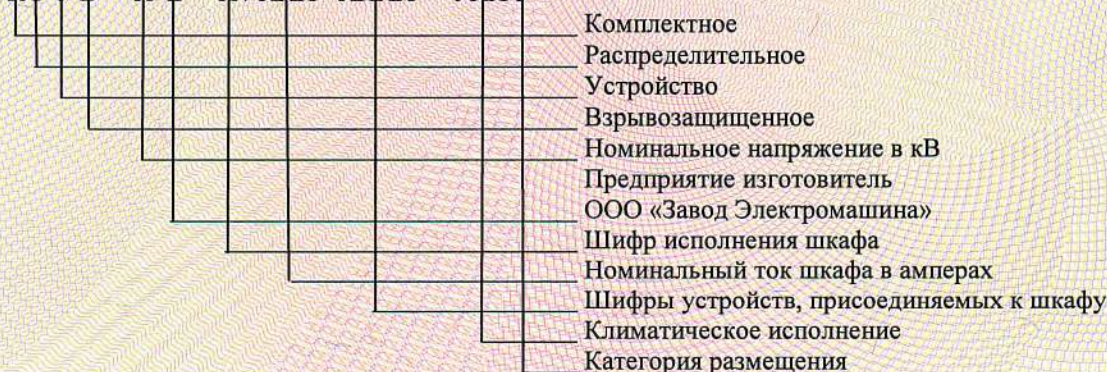 Комплектное
Распределительное
Устройство
Взрывозащищенное
Номинальное напряжение в кВ
Предприятие изготовитель
ООО «Завод Электромашина»
Шифр исполнения шкафа
Номинальный ток шкафа в амперах
Шифры устройств, присоединяемых к шкафу
Климатическое исполнение
Категория размещения